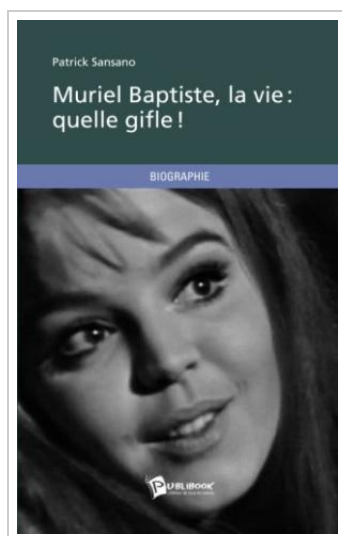 Patrick Sansano
Muriel Baptiste, la vie :
quelle gifle !
BIOGRAPHIE
PUBLIBOOK